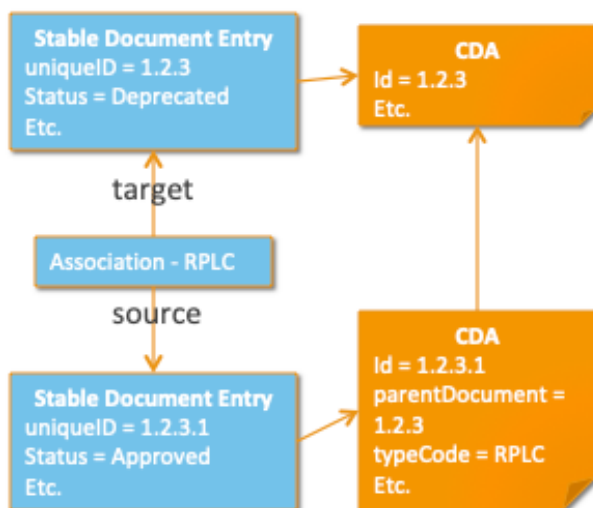 Stable Document Entry
uniqueID = 1.2.3
Status = Deprecated
Etc.
CDA
Id = 1.2.3
Etc.
target
Association - RPLC
source
Stable Document Entry
uniqueID = 1.2.3.1
Status = Approved
Etc.
CDA
Id = 1.2.3.1
parentDocument =
1.2.3
typeCode = RPLC
Etc.